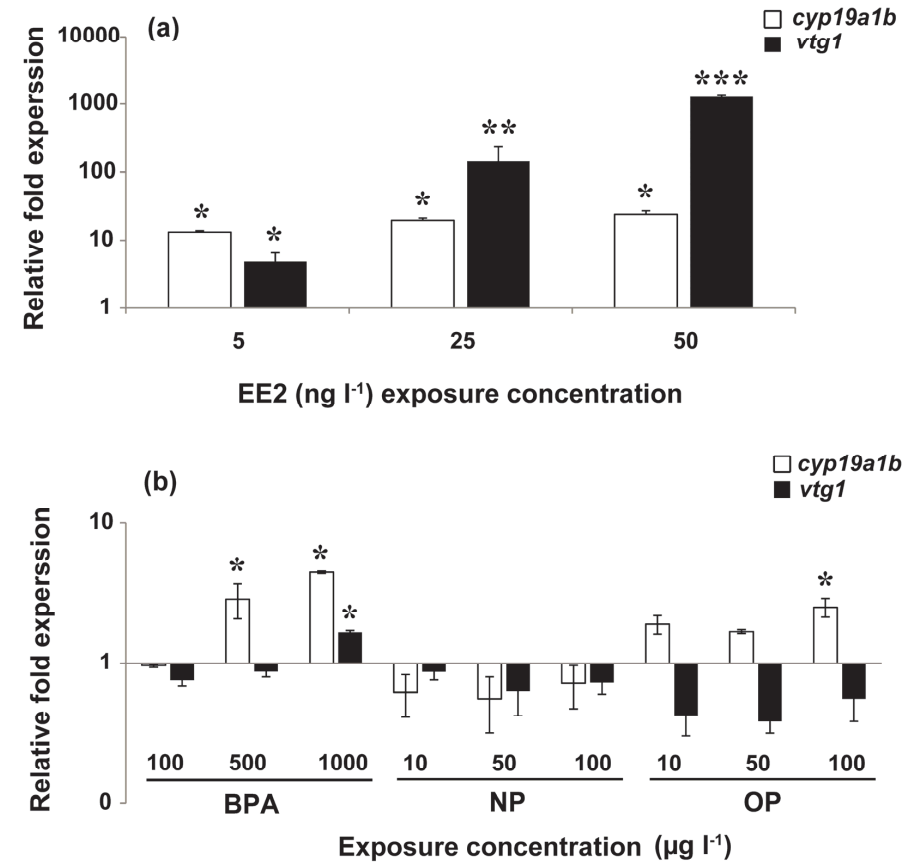 (a)
cyp19a1b
vtg1
Relative fold experssion
10000
1000
100
10
1
*
*
*
**
*
***
5 25 50
EE2 (ng l-1) exposure concentration
(b)
cyp19a1b
vtg1
Relative fold experssion
10
1
0
*
*
*
*
100 500 1000 10 50 100 10 50 100
BPA NP OP
Exposure concentration (µg l-1)